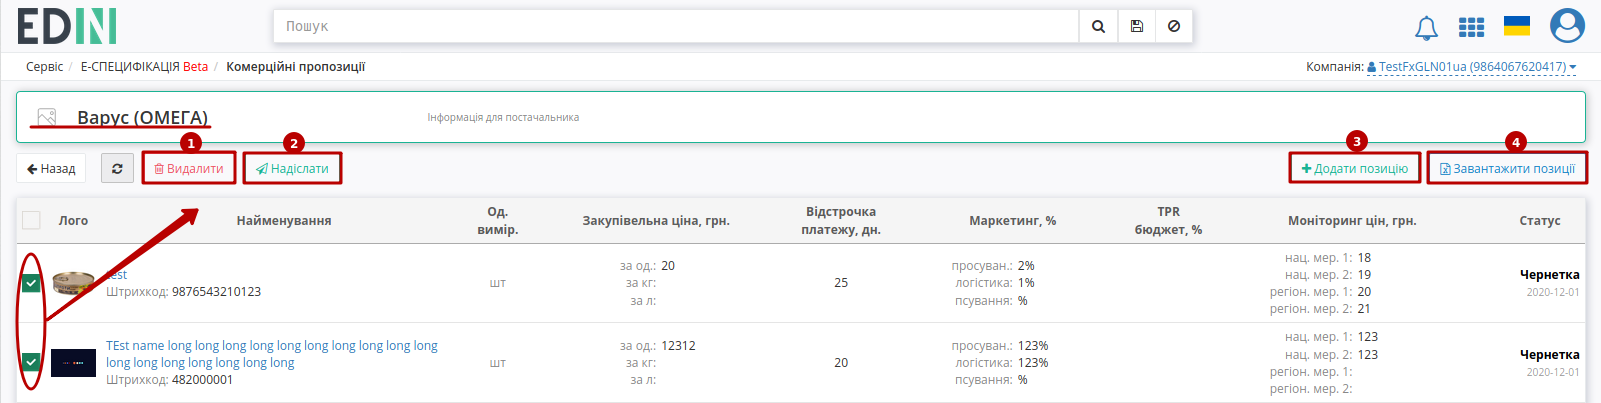 EDIN
Пошук
Сервіс / Е-СПЕЦИФІКАЦІЯ Beta / Комерційні пропозиції
Компанія: TestFxGLN01ua (9864067620417)
Варус (ОМЕГА)
Інформація для постачальника
1 2 3 4
Назад Видалити Надіслати + Додати позицію Завантажити позиції
Лого Найменування Од. вимір. Закупівельна ціна, грн. Відстрочка платежу, дн. Маркетинг, % TPR бюджет, % Моніторинг цін, грн. Статус
test
Штрихкод: 9876543210123
шт
за од.: 20
за кг:
за л:
25
просуван.: 2%
логістика: 1%
псування: %
нац. мер. 1: 18
нац. мер. 2: 19
регіон. мер. 1: 20
регіон. мер. 2: 21
Чернетка
2020-12-01
TEst name long long long long long long long long long long
long long long long long long long
Штрихкод: 482000001
шт
за од.: 12312
за кг:
за л:
20
просуван.: 123%
логістика: 123%
псування: %
нац. мер. 1: 123
нац. мер. 2: 123
регіон. мер. 1:
регіон. мер. 2:
Чернетка
2020-12-01